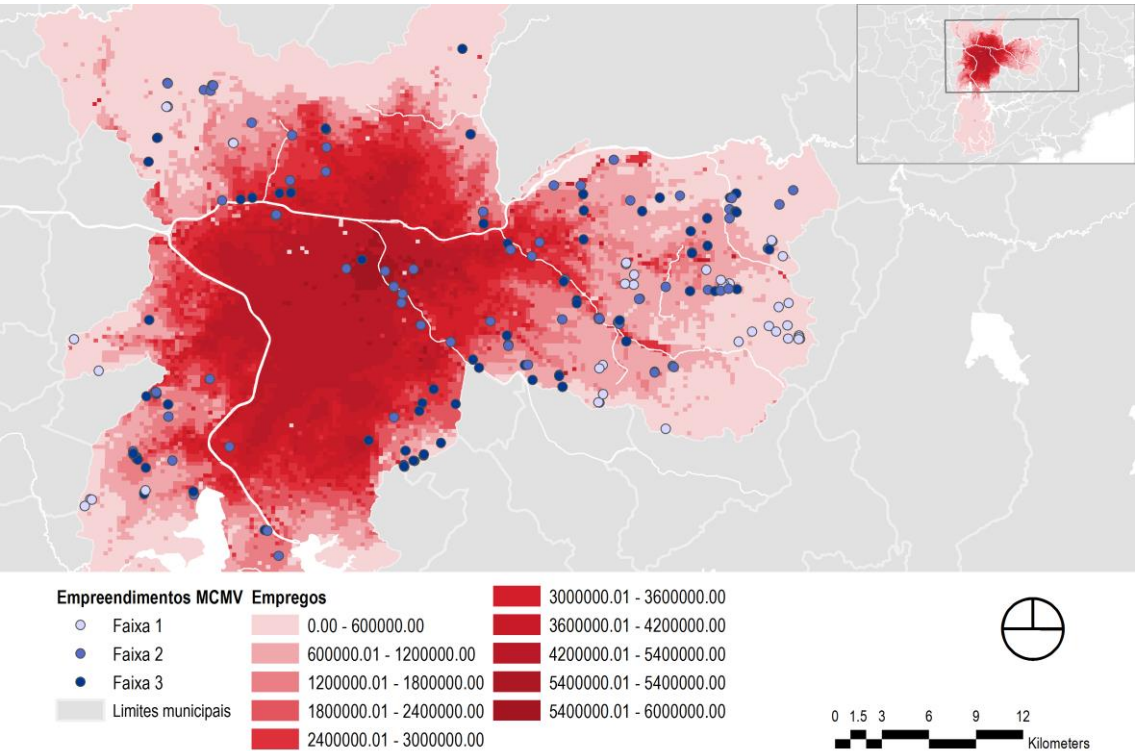 Empreendimentos MCMV
Faixa 1
Faixa 2
Faixa 3
Limites municipais
Empregos
0.00 - 600000.00
600000.01 - 1200000.00
1200000.01 - 1800000.00
1800000.01 - 2400000.00
2400000.01 - 3000000.00
3000000.01 - 3600000.00
3600000.01 - 4200000.00
4200000.01 - 5400000.00
5400000.01 - 5400000.00
5400000.01 - 6000000.00
0 1.5 3 6 9 12
Kilometers